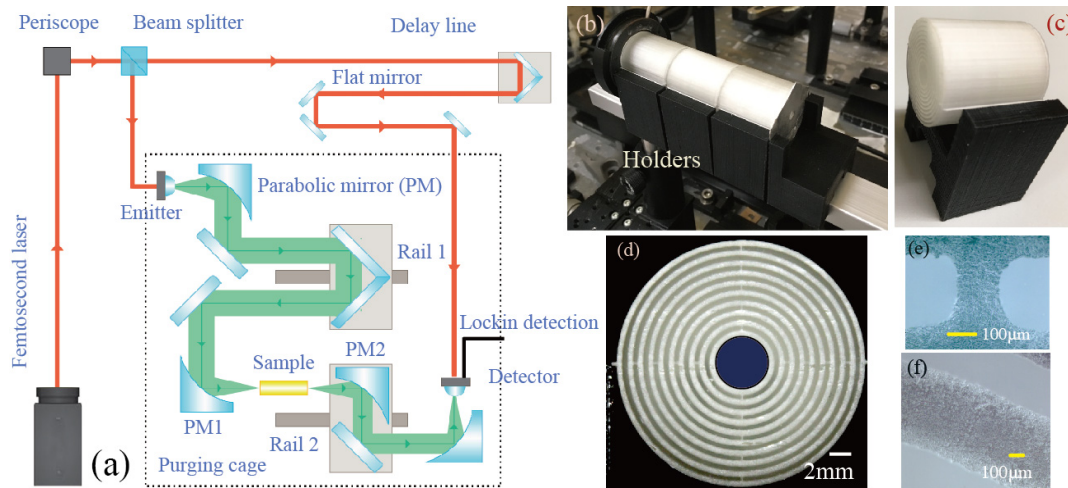 Periscope
Beam splitter
Delay line
Flat mirror
Parabolic mirror (PM)
Emitter
Rail 1
Femtosecond laser
Lockin detection
Sample
PM2
Detector
PM1
Rail 2
Purging cage
(a)
(b)
Holders
(c)
(d)
2mm
(e)
100μm
(f)
100μm